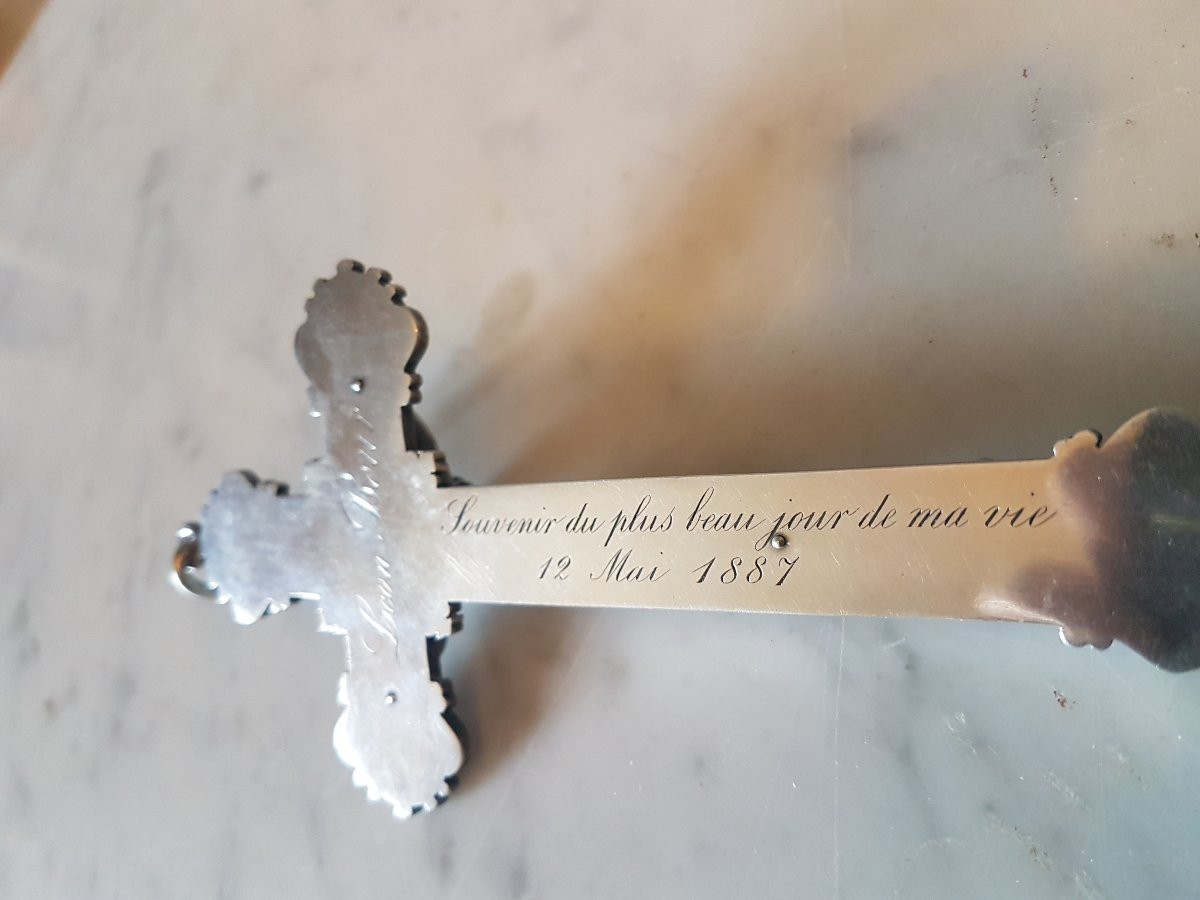 Souvenir du plus beau jour de ma vie
12 Mai 1887